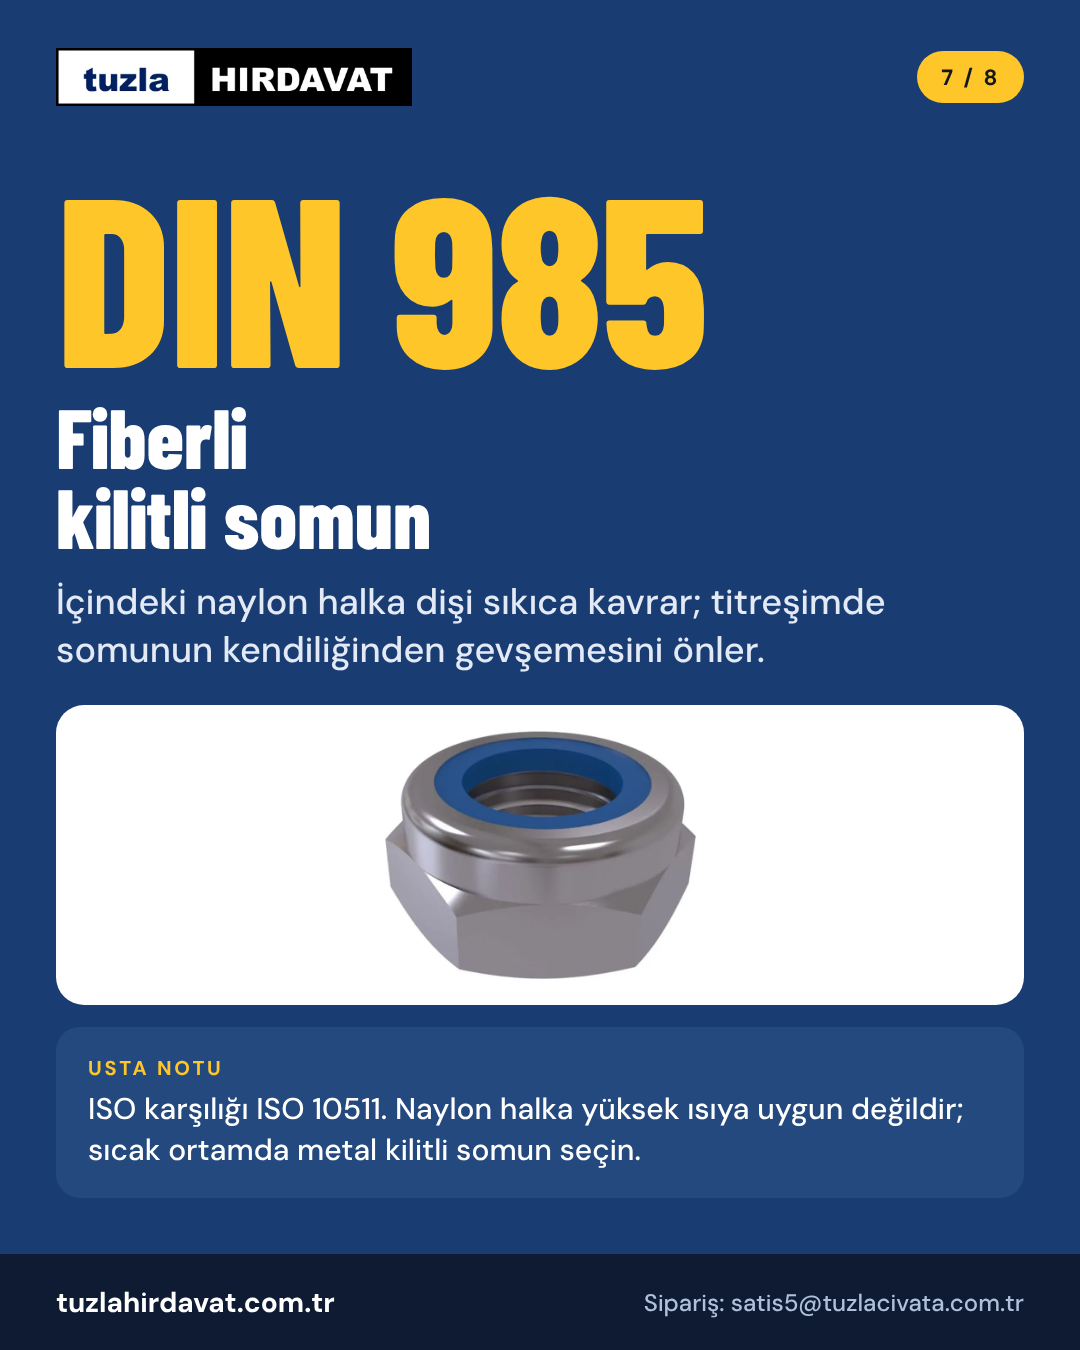 tuzla HIRDAVAT
7 / 8
DIN 985
Fiberli
kilitli somun
İçindeki naylon halka dişi sıkıca kavrar; titreşimde
somunun kendiliğinden gevşemesini önler.
USTA NOTU
ISO karşılığı ISO 10511. Naylon halka yüksek ısıya uygun değildir;
sıcak ortamda metal kilitli somun seçin.
tuzlahirdavat.com.tr
Sipariş: satis5@tuzlacivata.com.tr